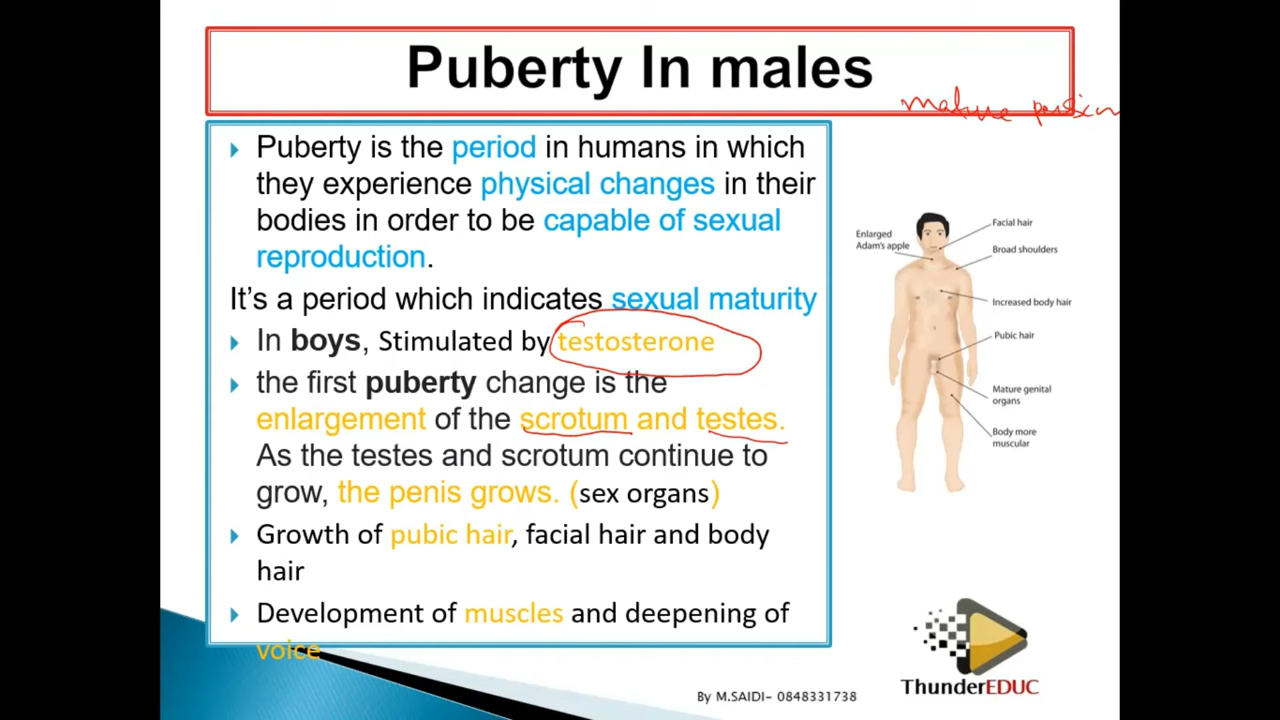 Puberty In males
mature
Puberty is the period in humans in which
they experience physical changes in their
bodies in order to be capable of sexual
reproduction.
It's a period which indicates sexual maturity
In boys, Stimulated by testosterone
the first puberty change is the
enlargement of the scrotum and testes.
As the testes and scrotum continue to
grow, the penis grows. (sex organs)
Growth of pubic hair, facial hair and body
hair
Development of muscles and deepening of
voice
Facial hair
Enlarged
Adam's apple
Broad shoulders
Increased body hair
Pubic hair
Mature genital
organs
Body more
muscular
ThunderEDUC
By M.SAIDI- 0848331738